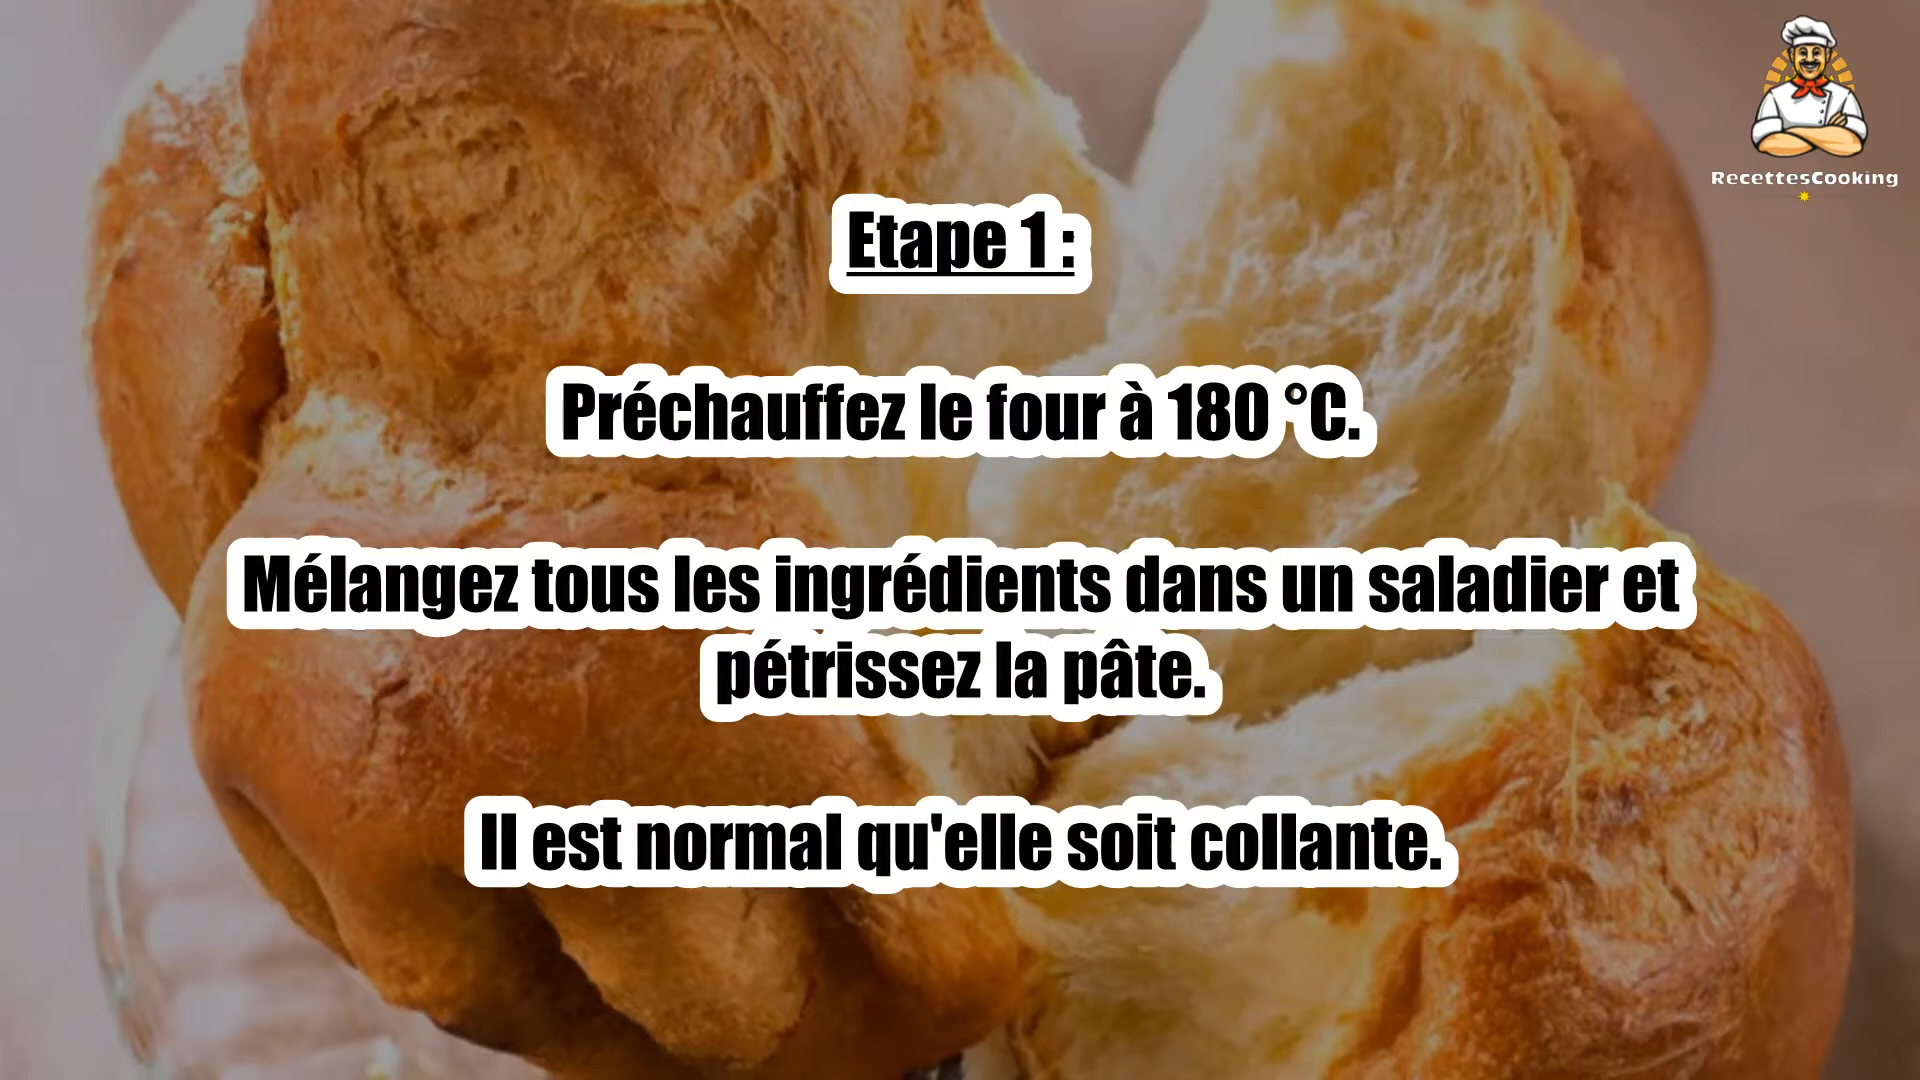 RecettesCooking
Etape 1 :
Préchauffez le four à 180 °C.
Mélangez tous les ingrédients dans un saladier et
pétrissez la pâte.
Il est normal qu'elle soit collante.